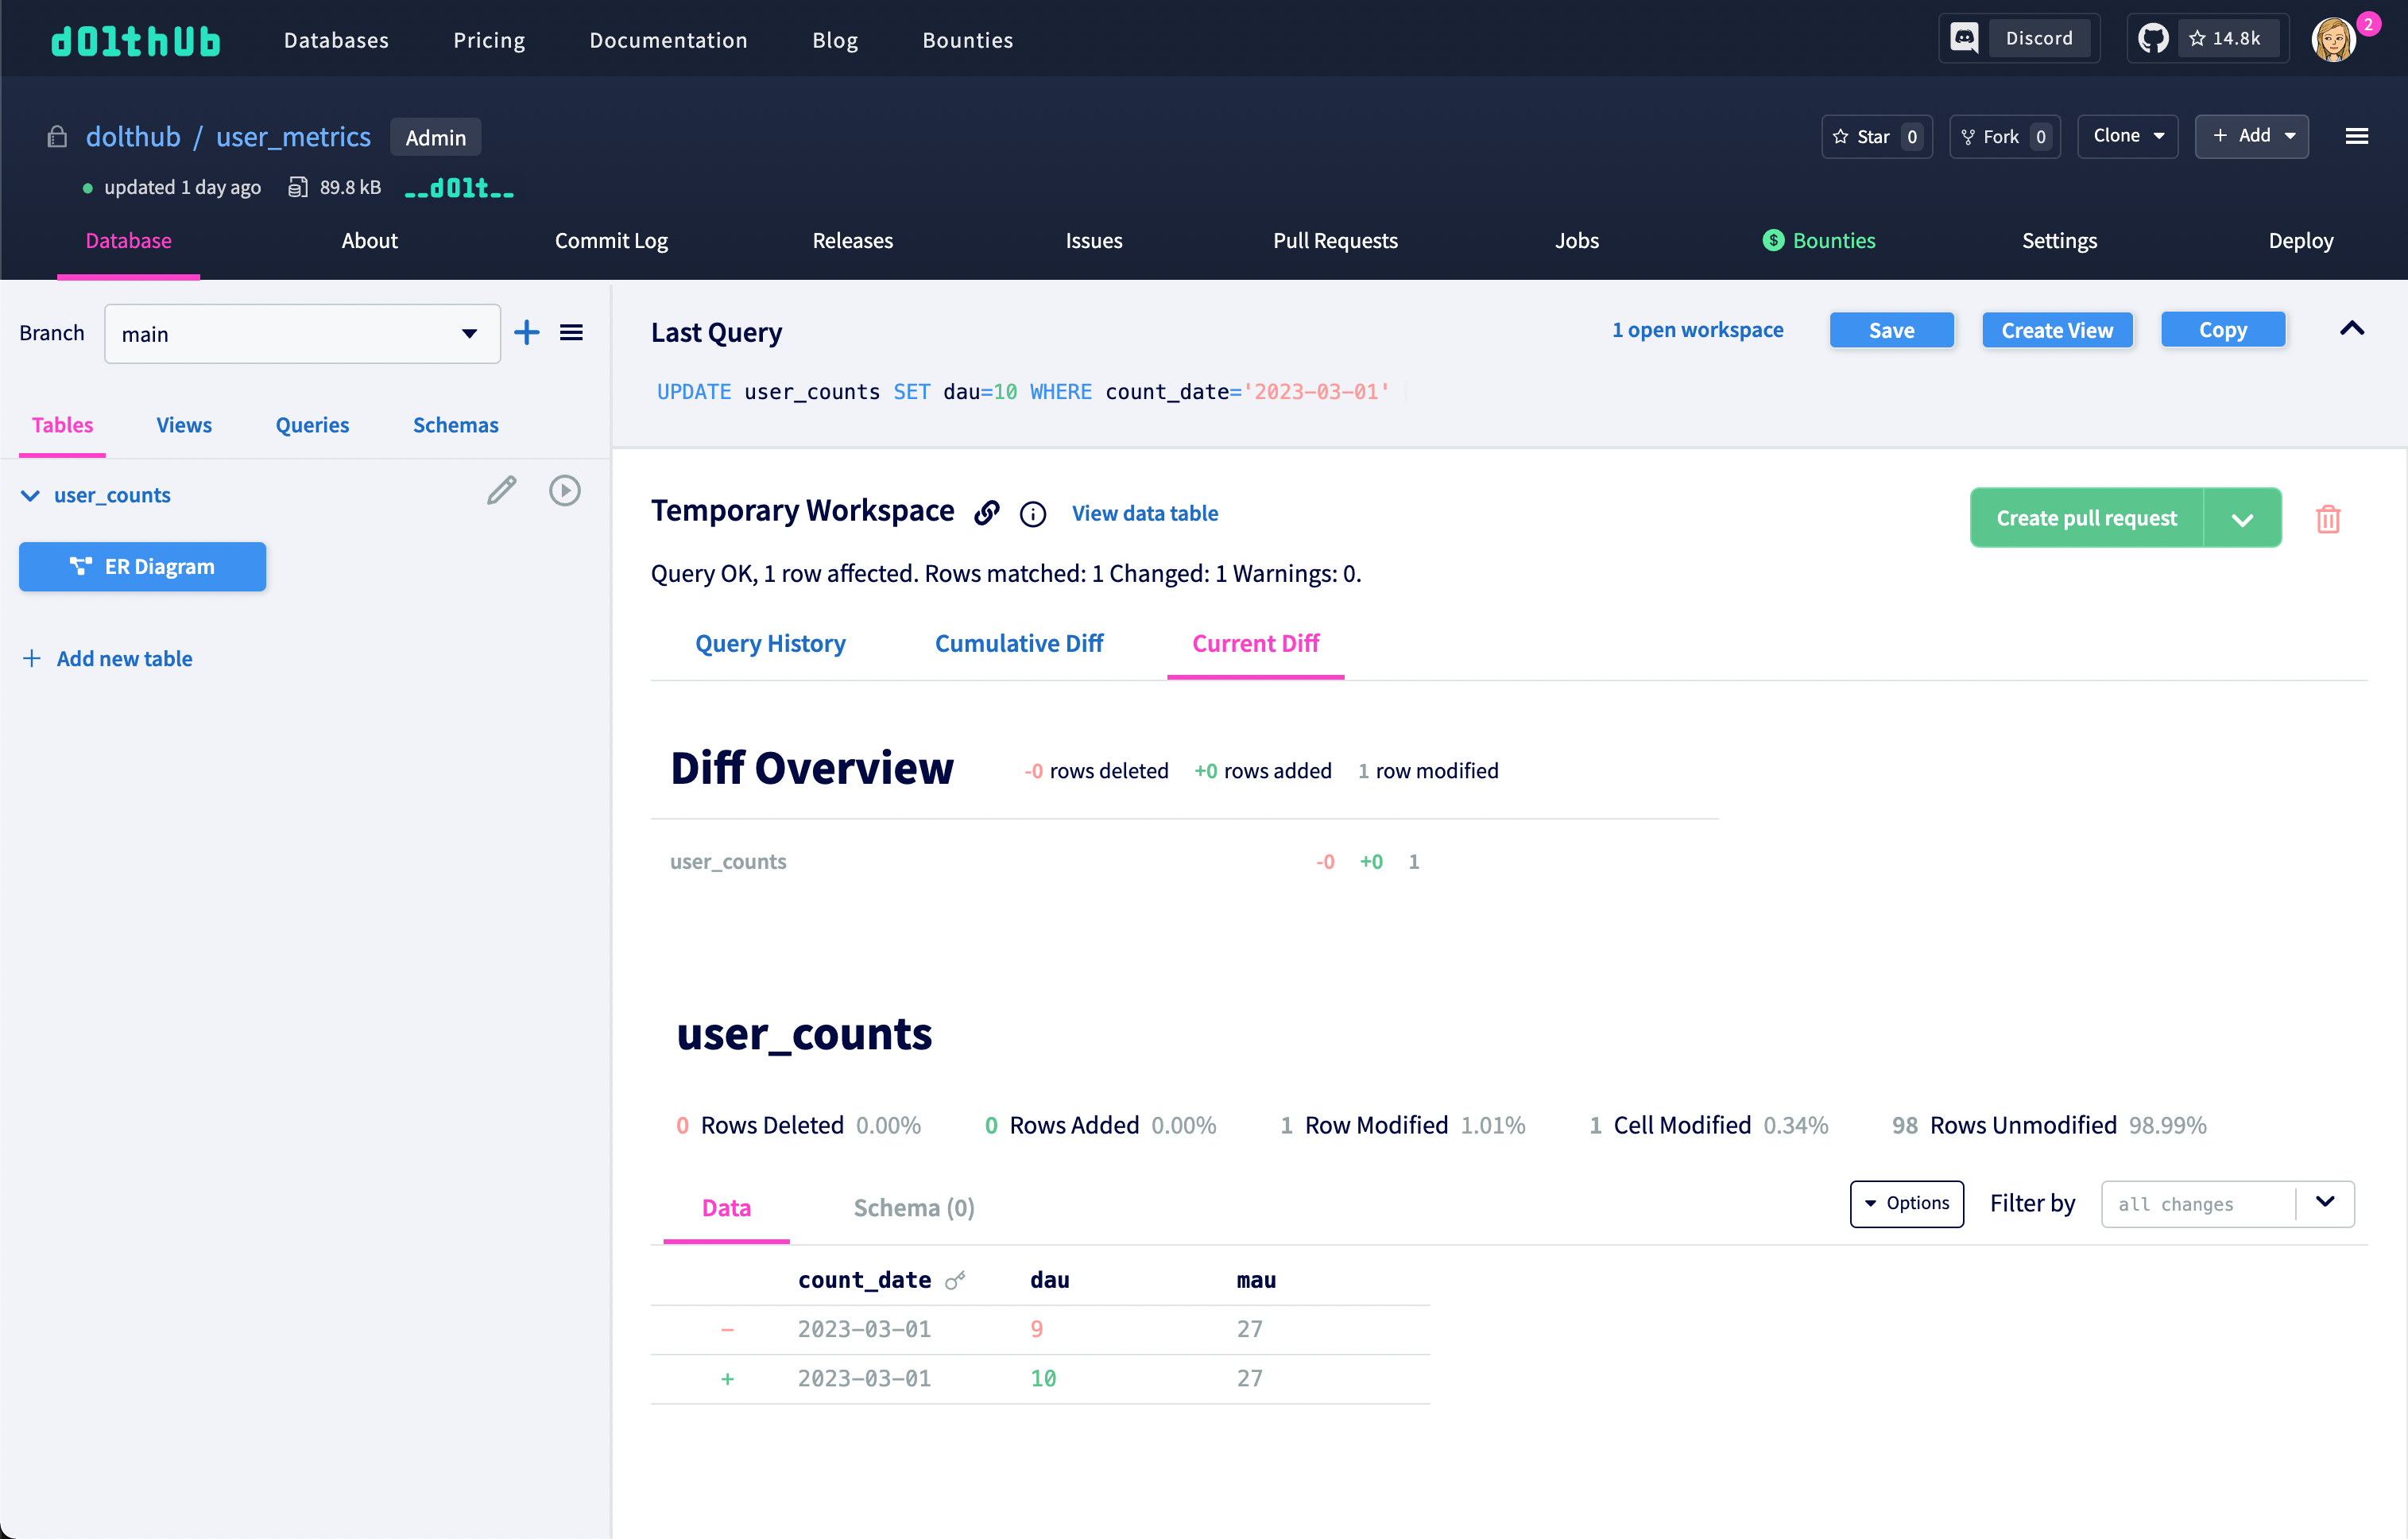 dolthub Databases Pricing Documentation Blog Bounties Discord 14.8k 2
dolthub / user_metrics Admin Star 0 Fork 0 Clone + Add
updated 1 day ago 89.8 kB __dolt__
Database About Commit Log Releases Issues Pull Requests Jobs $ Bounties Settings Deploy
Branch main
Tables Views Queries Schemas
user_counts
ER Diagram
+ Add new table
Last Query 1 open workspace Save Create View Copy
UPDATE user_counts SET dau=10 WHERE count_date='2023-03-01'
Temporary Workspace View data table Create pull request
Query OK, 1 row affected. Rows matched: 1 Changed: 1 Warnings: 0.
Query History Cumulative Diff Current Diff
Diff Overview -0 rows deleted +0 rows added 1 row modified
user_counts -0 +0 1
user_counts
0 Rows Deleted 0.00% 0 Rows Added 0.00% 1 Row Modified 1.01% 1 Cell Modified 0.34% 98 Rows Unmodified 98.99%
Data Schema (0) Options Filter by all changes
count_date dau mau
- 2023-03-01 9 27
+ 2023-03-01 10 27